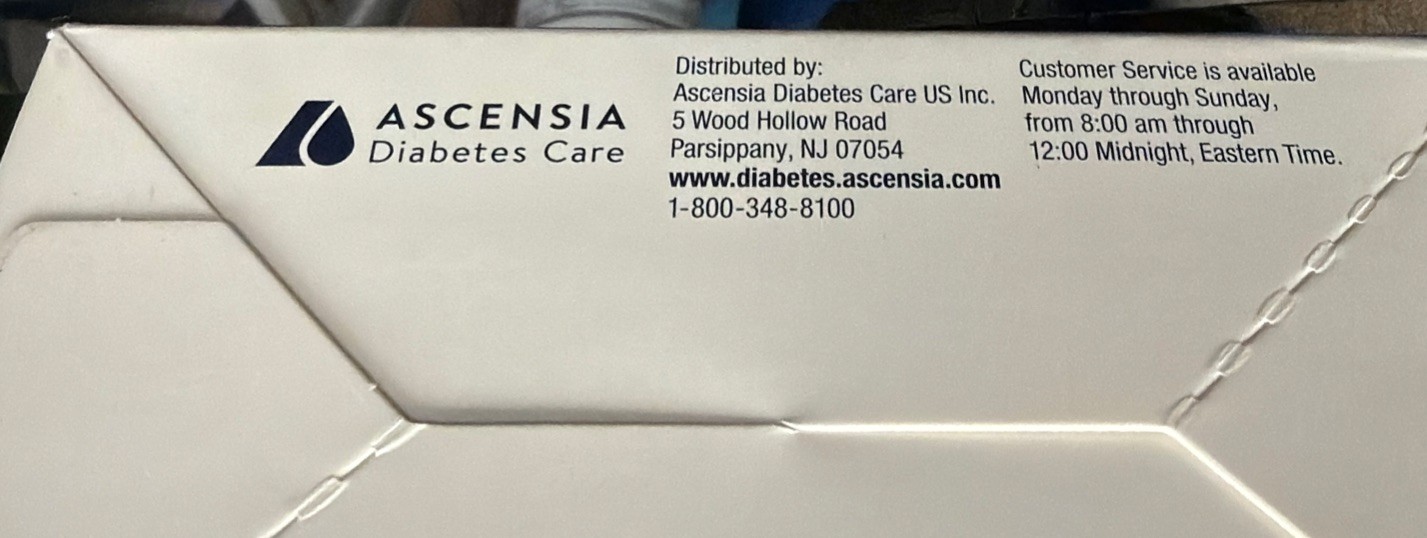 ASCENSIA
Diabetes Care
Distributed by:
Ascensia Diabetes Care US Inc.
5 Wood Hollow Road
Parsippany, NJ 07054
www.diabetes.ascensia.com
1-800-348-8100
Customer Service is available
Monday through Sunday,
from 8:00 am through
12:00 Midnight, Eastern Time.